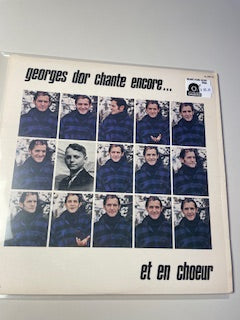 georges dor chante encore...
et en choeur